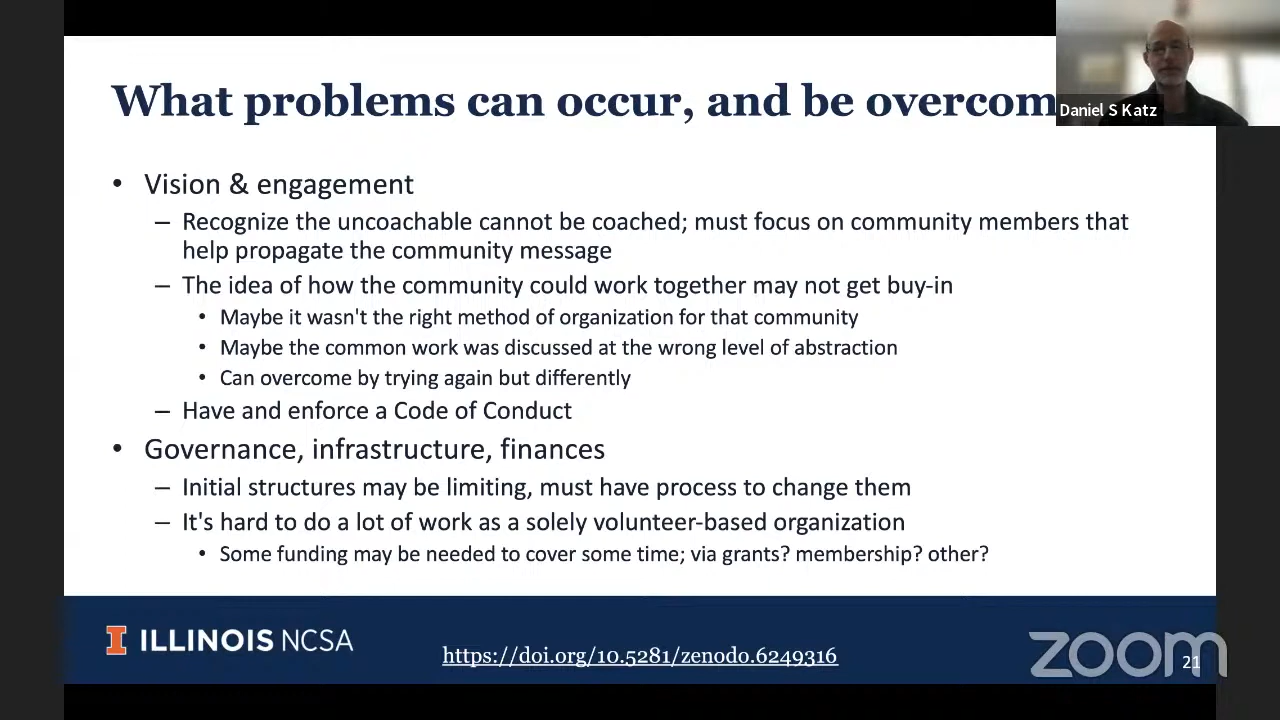 What problems can occur, and be overcom
Daniel S Katz
• Vision & engagement
– Recognize the uncoachable cannot be coached; must focus on community members that
help propagate the community message
– The idea of how the community could work together may not get buy-in
• Maybe it wasn't the right method of organization for that community
• Maybe the common work was discussed at the wrong level of abstraction
• Can overcome by trying again but differently
– Have and enforce a Code of Conduct
• Governance, infrastructure, finances
– Initial structures may be limiting, must have process to change them
– It's hard to do a lot of work as a solely volunteer-based organization
• Some funding may be needed to cover some time; via grants? membership? other?
I ILLINOIS NCSA
https://doi.org/10.5281/zenodo.6249316
zoom
21